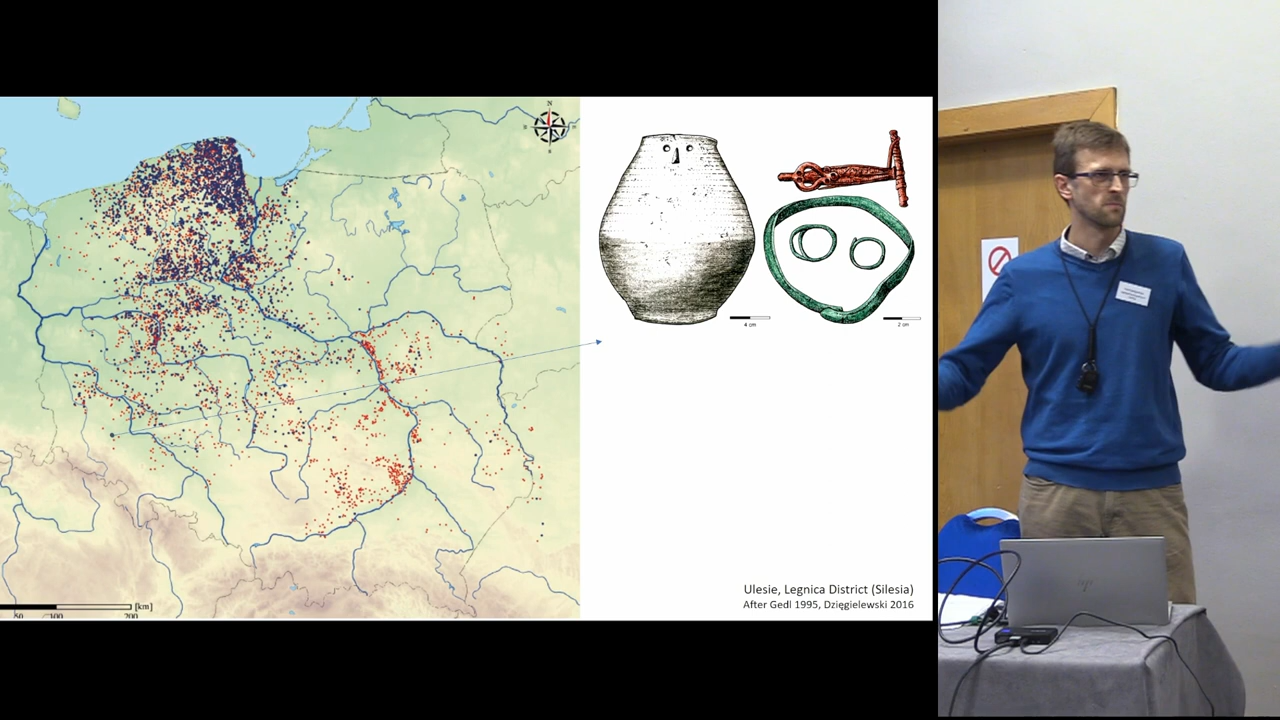 N
[km]
50
100
200
4 cm
2 cm
Ulesie, Legnica District (Silesia)
After Gedl 1995, Dzięgielewski 2016